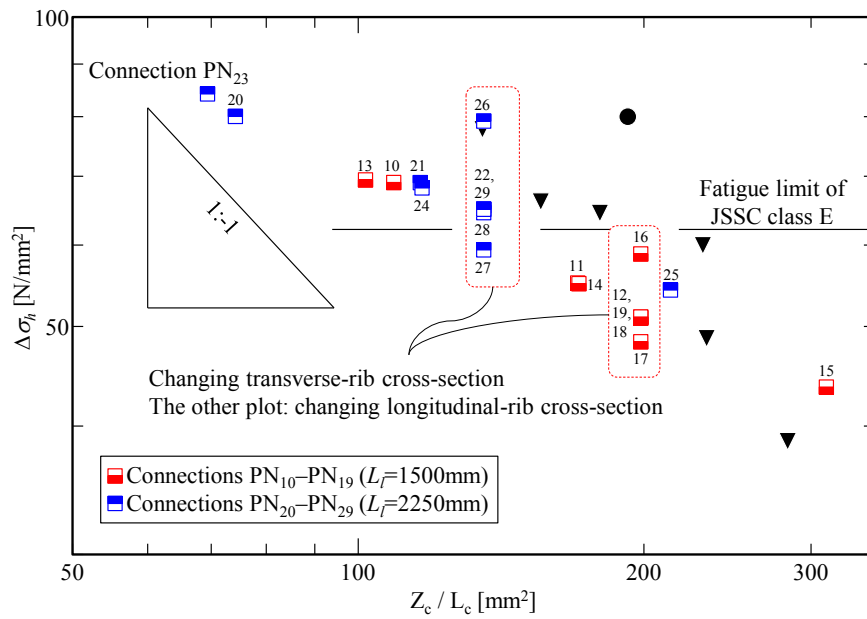 100
Connection PN23
20
26
13
10
21
22,
29
24
28
27
1:-1
Fatigue limit of
JSSC class E
16
11
14
12,
19,
18
17
25
15
Δσh [N/mm²]
50
Changing transverse-rib cross-section
The other plot: changing longitudinal-rib cross-section
Connections PN10–PN19 (Ll=1500mm)
Connections PN20–PN29 (Ll=2250mm)
50
100
200
300
Zc / Lc [mm²]